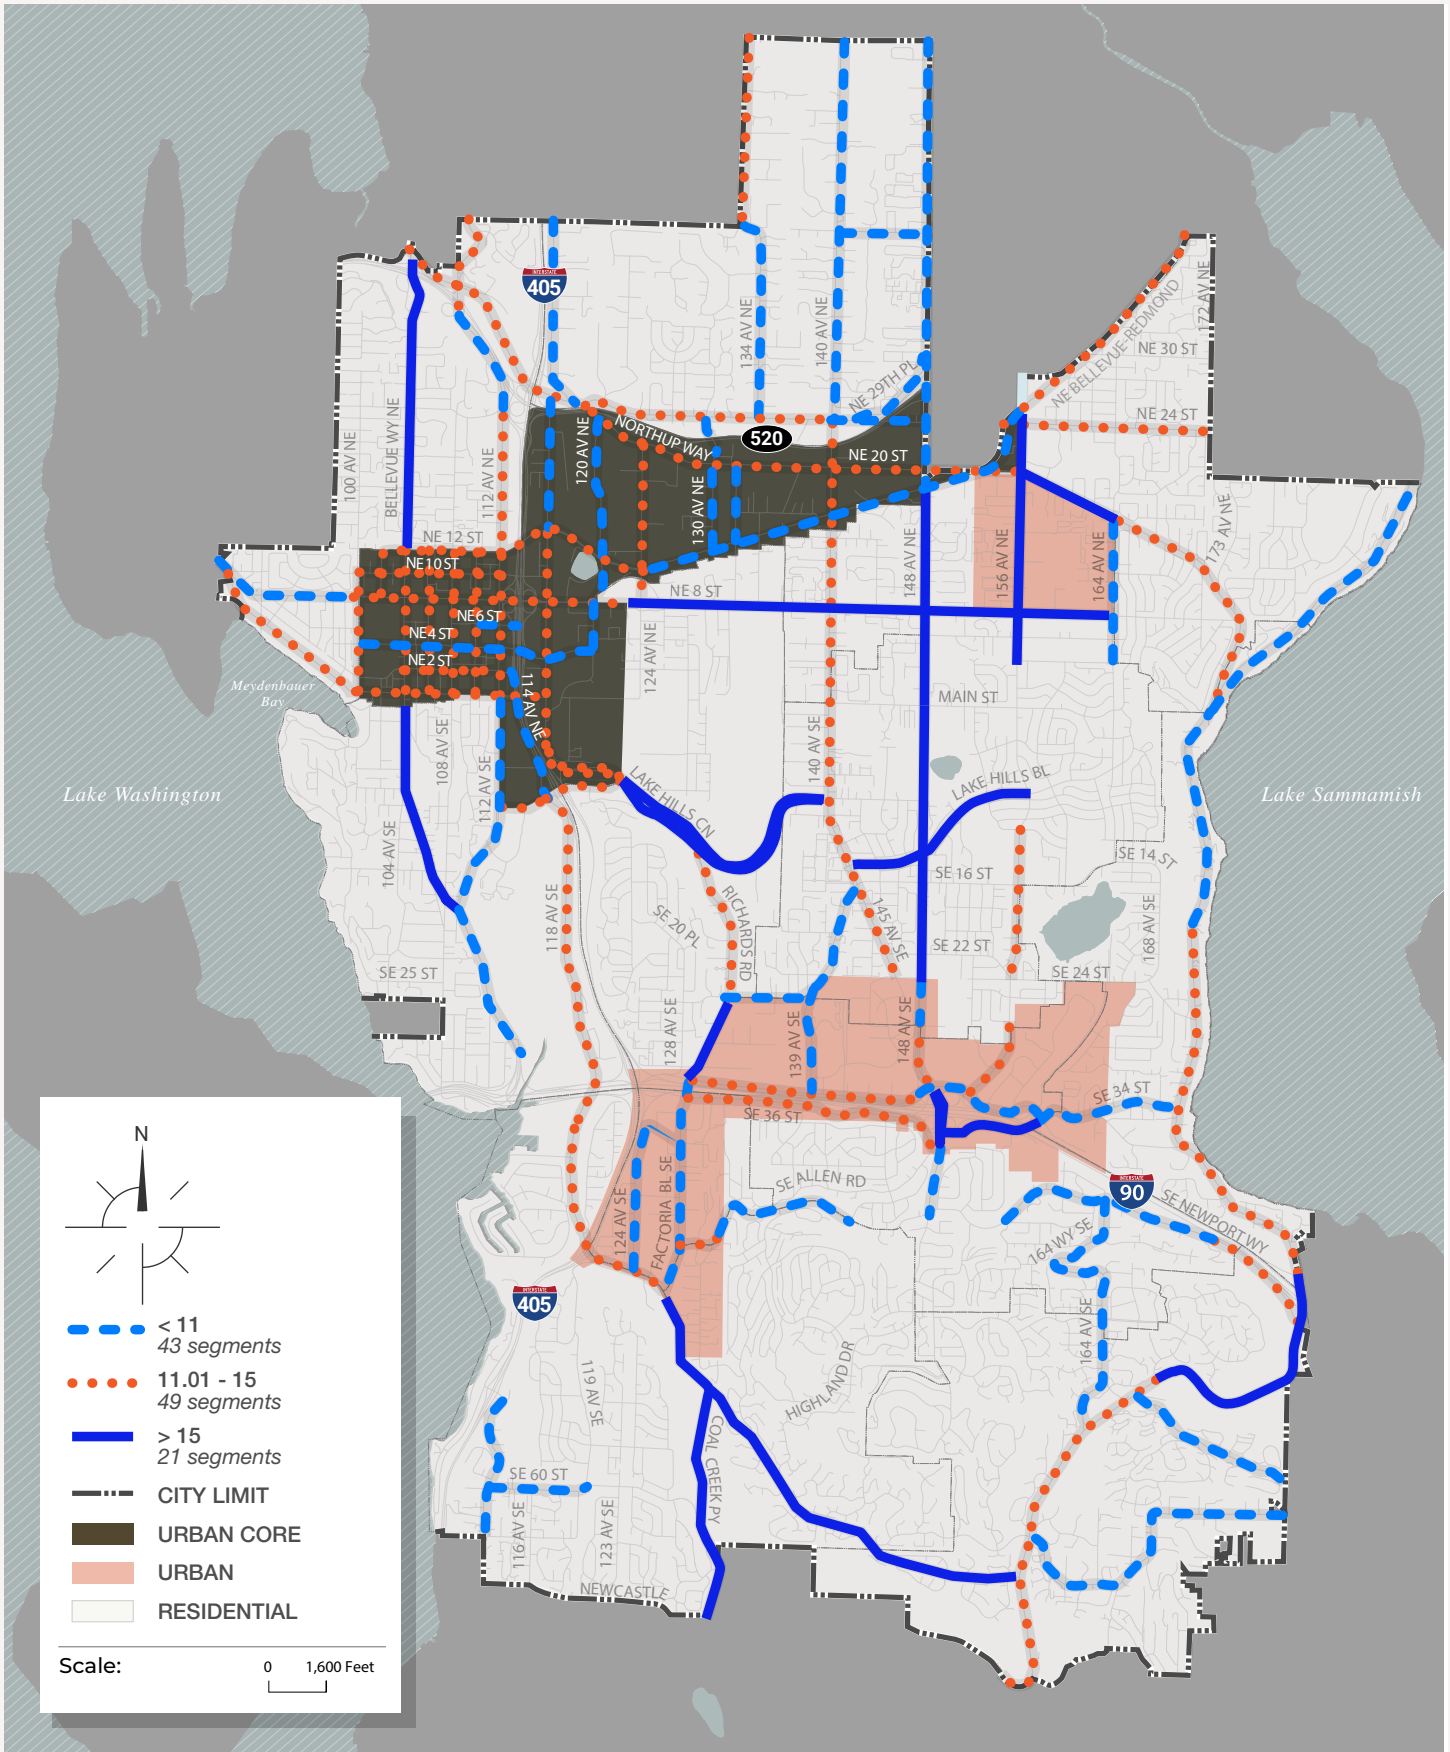 INTERSTATE
405
134 AV NE
140 AV NE
172 AV NE
NE BELLEVUE-REDMOND
NE 30 ST
NE 29TH PL
NE 24 ST
BELLEVUE WY NE
100 AV NE
112 AV NE
120 AV NE
NORTHUP WAY
520
NE 20 ST
130 AV NE
173 AV NE
NE 12 ST
NE10 ST
148 AV NE
156 AV NE
164 AV NE
NE 8 ST
NE6 ST
NE4 ST
NE2 ST
124 AV NE
114 AV NE
Meydenbauer
Bay
MAIN ST
108 AV SE
112 AV SE
140 AV SE
Lake Washington
LAKE HILLS CN
LAKE HILLS BL
Lake Sammamish
104 AV SE
SE 14 ST
SE 16 ST
118 AV SE
SE 20 PL
RICHARDS RD
145 AV SE
SE 22 ST
168 AV SE
SE 25 ST
SE 24 ST
128 AV SE
139 AV SE
148 AV SE
SE 34 ST
SE 36 ST
SE ALLEN RD
INTERSTATE
90
SE NEWPORT WY
124 AV SE
FACTORIA BL SE
164 WY SE
INTERSTATE
405
164 AV SE
119 AV SE
HIGHLAND DR
COAL CREEK PY
SE 60 ST
116 AV SE
123 AV SE
NEWCASTLE
N
< 11
43 segments
11.01 - 15
49 segments
> 15
21 segments
CITY LIMIT
URBAN CORE
URBAN
RESIDENTIAL
Scale:
0 1,600 Feet